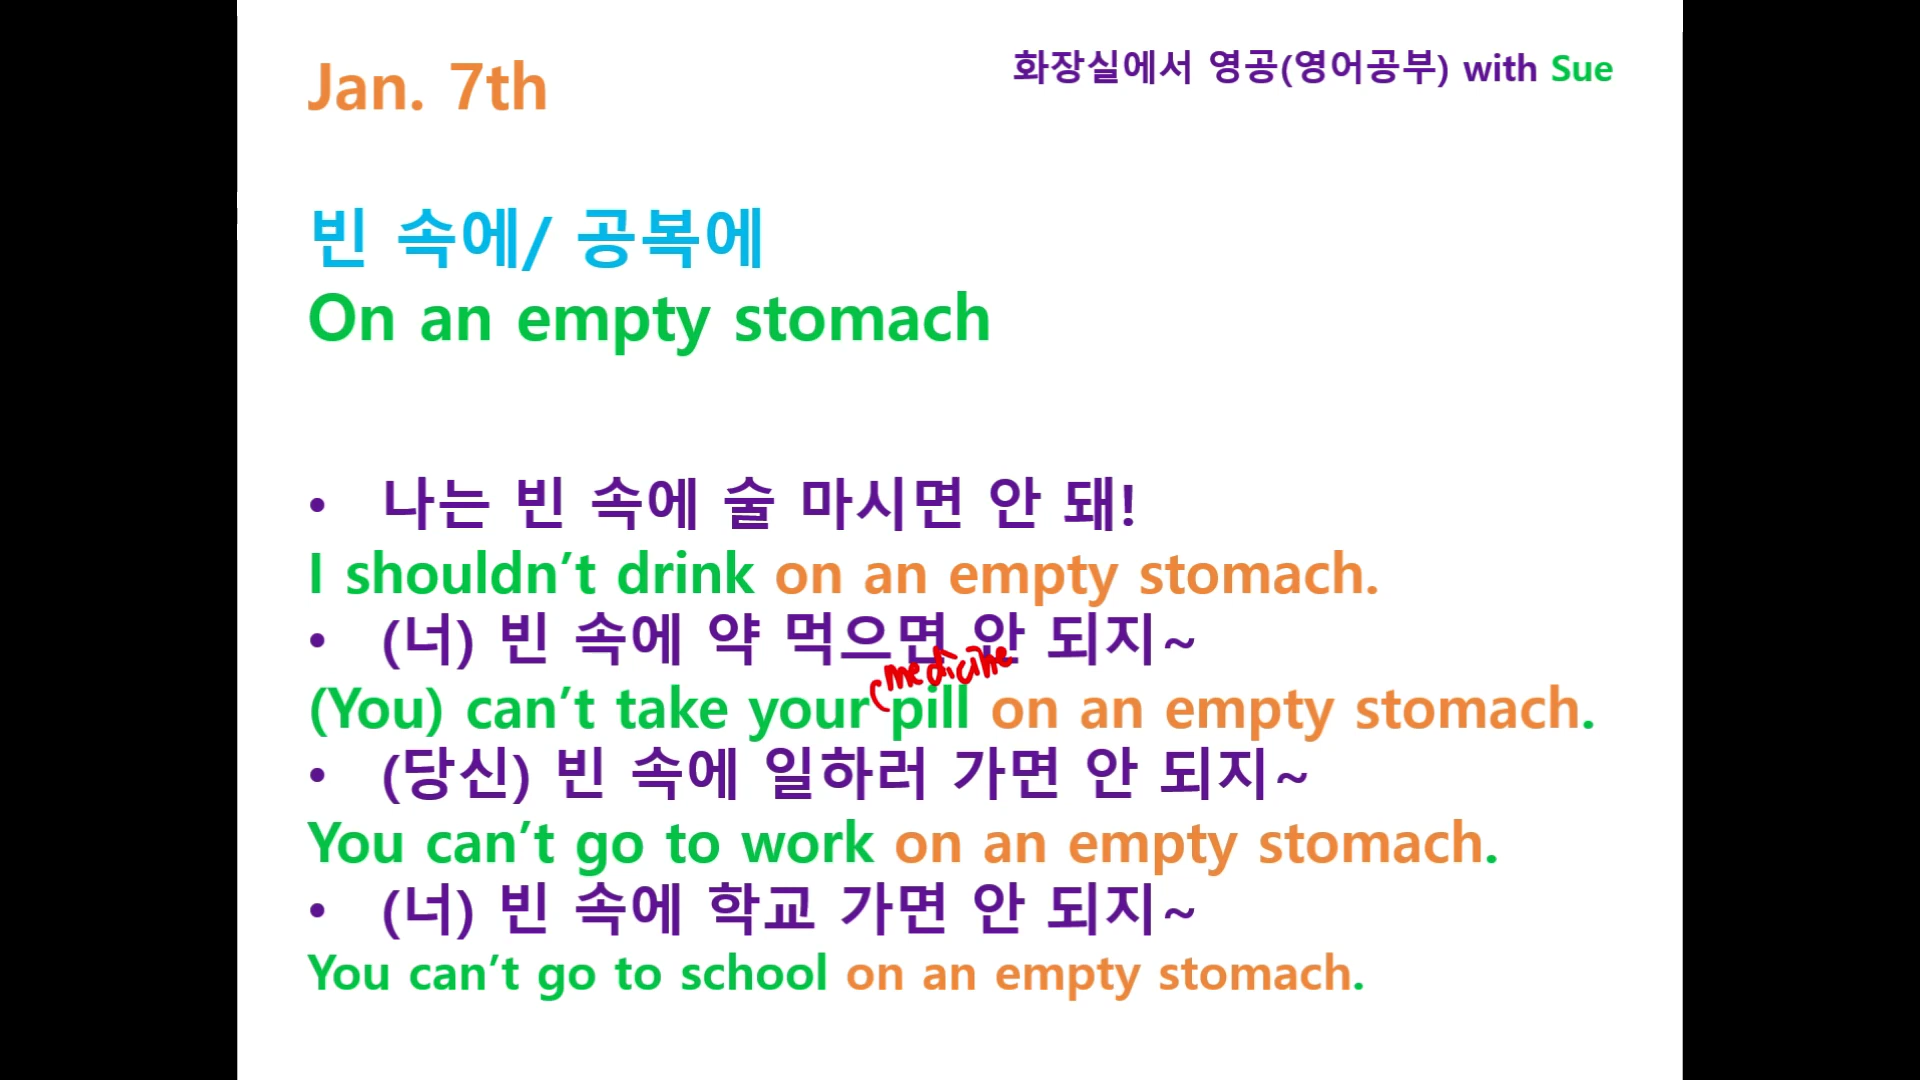 Jan. 7th
화장실에서 영공(영어공부) with Sue
빈 속에/ 공복에
On an empty stomach
• 나는 빈 속에 술 마시면 안 돼!
I shouldn’t drink on an empty stomach.
• (너) 빈 속에 약 먹으면 안 되지~
medicine
(You) can’t take your pill on an empty stomach.
• (당신) 빈 속에 일하러 가면 안 되지~
You can’t go to work on an empty stomach.
• (너) 빈 속에 학교 가면 안 되지~
You can’t go to school on an empty stomach.